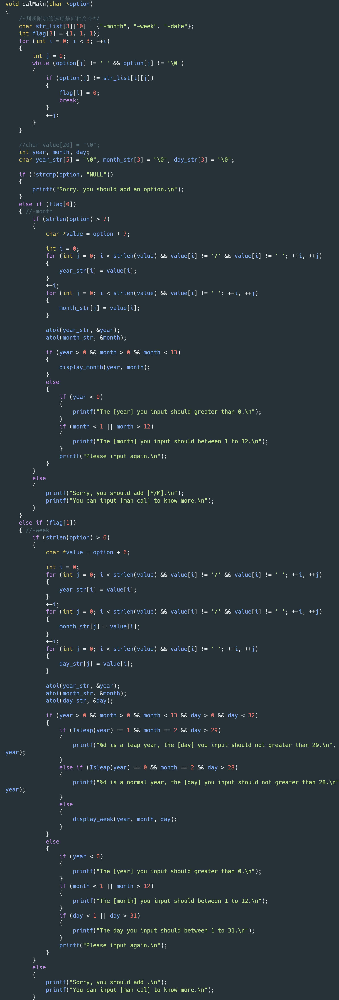 void calMain(char *option)
{
    /*判断附加的选项是何种命令*/
    char str_list[3][10] = {"-month", "-week", "-date"};
    int flag[3] = {1, 1, 1};
    for (int i = 0; i < 3; ++i)
    {
        int j = 0;
        while (option[j] != ' ' && option[j] != '\0')
        {
            if (option[j] != str_list[i][j])
            {
                flag[i] = 0;
                break;
            }
            ++j;
        }
    }

    //char value[20] = "\0";
    int year, month, day;
    char year_str[5] = "\0", month_str[3] = "\0", day_str[3] = "\0";

    if (!strcmp(option, "NULL"))
    {
        printf("Sorry, you should add an option.\n");
    }
    else if (flag[0])
    { //-month
        if (strlen(option) > 7)
        {
            char *value = option + 7;

            int i = 0;
            for (int j = 0; i < strlen(value) && value[i] != '/' && value[i] != ' '; ++i, ++j)
            {
                year_str[i] = value[i];
            }
            ++i;
            for (int j = 0; i < strlen(value) && value[i] != ' '; ++i, ++j)
            {
                month_str[j] = value[i];
            }

            atoi(year_str, &year);
            atoi(month_str, &month);

            if (year > 0 && month > 0 && month < 13)
            {
                display_month(year, month);
            }
            else
            {
                if (year < 0)
                {
                    printf("The [year] you input should greater than 0.\n");
                }
                if (month < 1 || month > 12)
                {
                    printf("The [month] you input should between 1 to 12.\n");
                }
                printf("Please input again.\n");
            }
        }
        else
        {
            printf("Sorry, you should add [Y/M].\n");
            printf("You can input [man cal] to know more.\n");
        }
    }
    else if (flag[1])
    { //-week
        if (strlen(option) > 6)
        {
            char *value = option + 6;

            int i = 0;
            for (int j = 0; i < strlen(value) && value[i] != '/' && value[i] != ' '; ++i, ++j)
            {
                year_str[i] = value[i];
            }
            ++i;
            for (int j = 0; i < strlen(value) && value[i] != '/' && value[i] != ' '; ++i, ++j)
            {
                month_str[j] = value[i];
            }
            ++i;
            for (int j = 0; i < strlen(value) && value[i] != ' '; ++i, ++j)
            {
                day_str[j] = value[i];
            }

            atoi(year_str, &year);
            atoi(month_str, &month);
            atoi(day_str, &day);

            if (year > 0 && month > 0 && month < 13 && day > 0 && day < 32)
            {
                if (Isleap(year) == 1 && month == 2 && day > 29)
                {
                    printf("%d is a leap year, the [day] you input should not greater than 29.\n",
year);
                }
                else if (Isleap(year) == 0 && month == 2 && day > 28)
                {
                    printf("%d is a normal year, the [day] you input should not greater than 28.\n"
year);
                }
                else
                {
                    display_week(year, month, day);
                }
            }
            else
            {
                if (year < 0)
                {
                    printf("The [year] you input should greater than 0.\n");
                }
                if (month < 1 || month > 12)
                {
                    printf("The [month] you input should between 1 to 12.\n");
                }
                if (day < 1 || day > 31)
                {
                    printf("The day you input should between 1 to 31.\n");
                }
                printf("Please input again.\n");
            }
        }
        else
        {
            printf("Sorry, you should add .\n");
            printf("You can input [man cal] to know more.\n");
        }